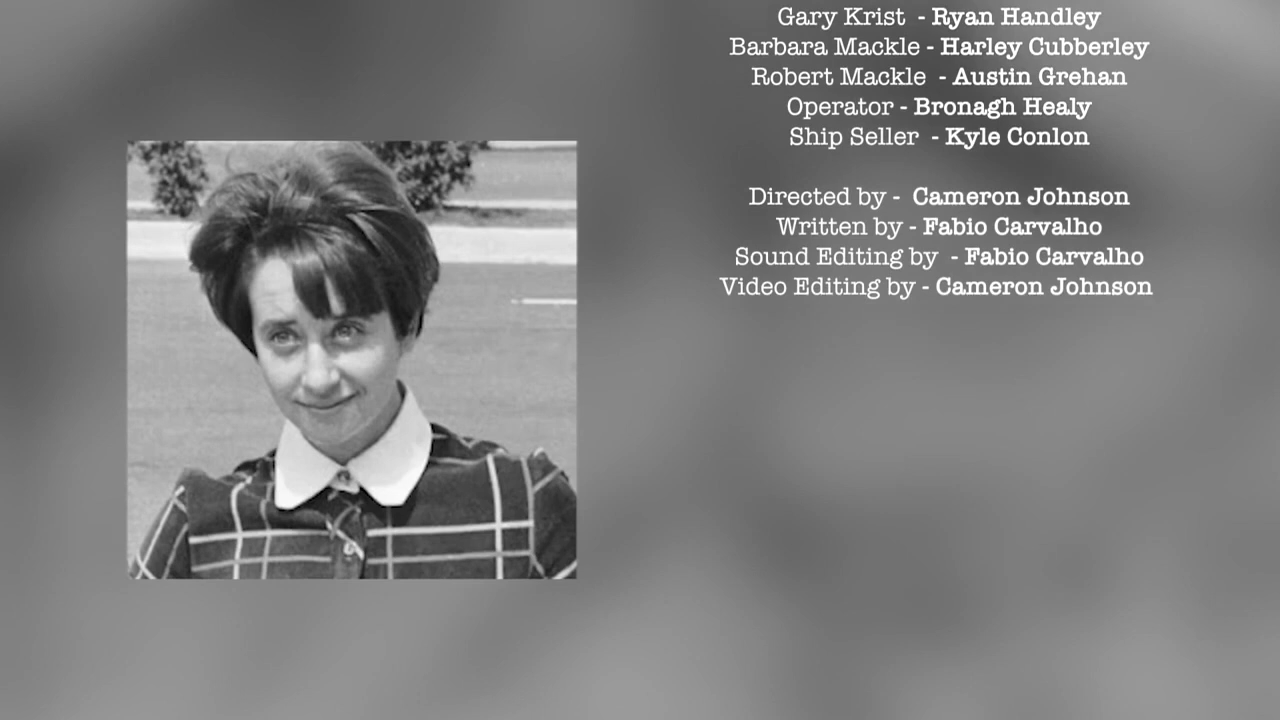 Gary Krist - Ryan Handley
Barbara Mackle - Harley Cubberley
Robert Mackle - Austin Grehan
Operator - Bronagh Healy
Ship Seller - Kyle Conlon
Directed by - Cameron Johnson
Written by - Fabio Carvalho
Sound Editing by - Fabio Carvalho
Video Editing by - Cameron Johnson